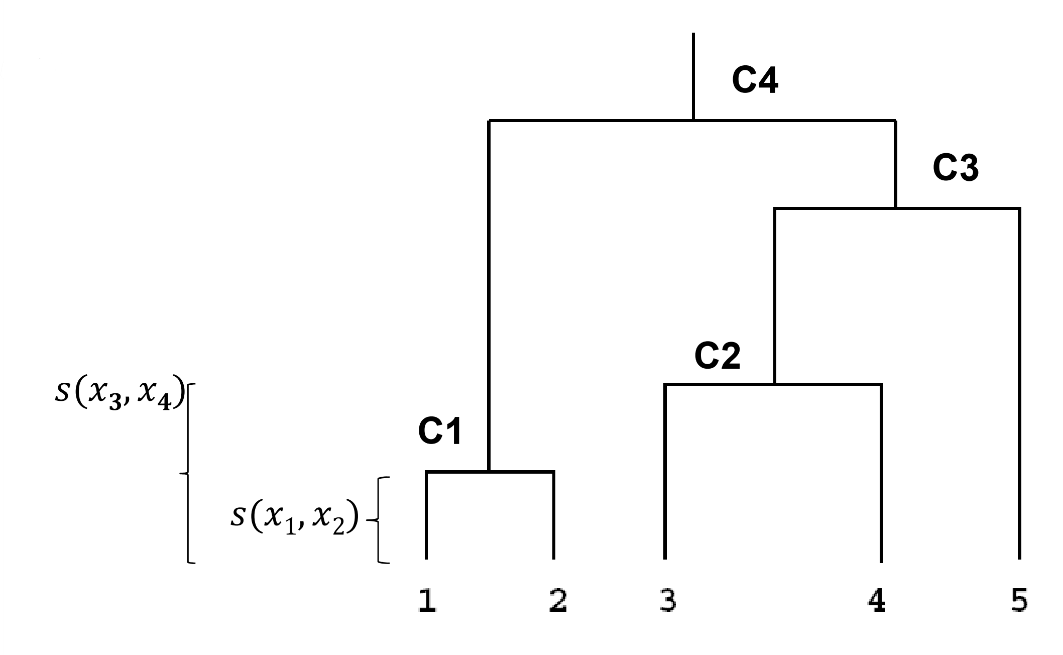 C4
C3
C2
s(x₃, x₄)
C1
s(x₁, x₂)
1 2 3 4 5